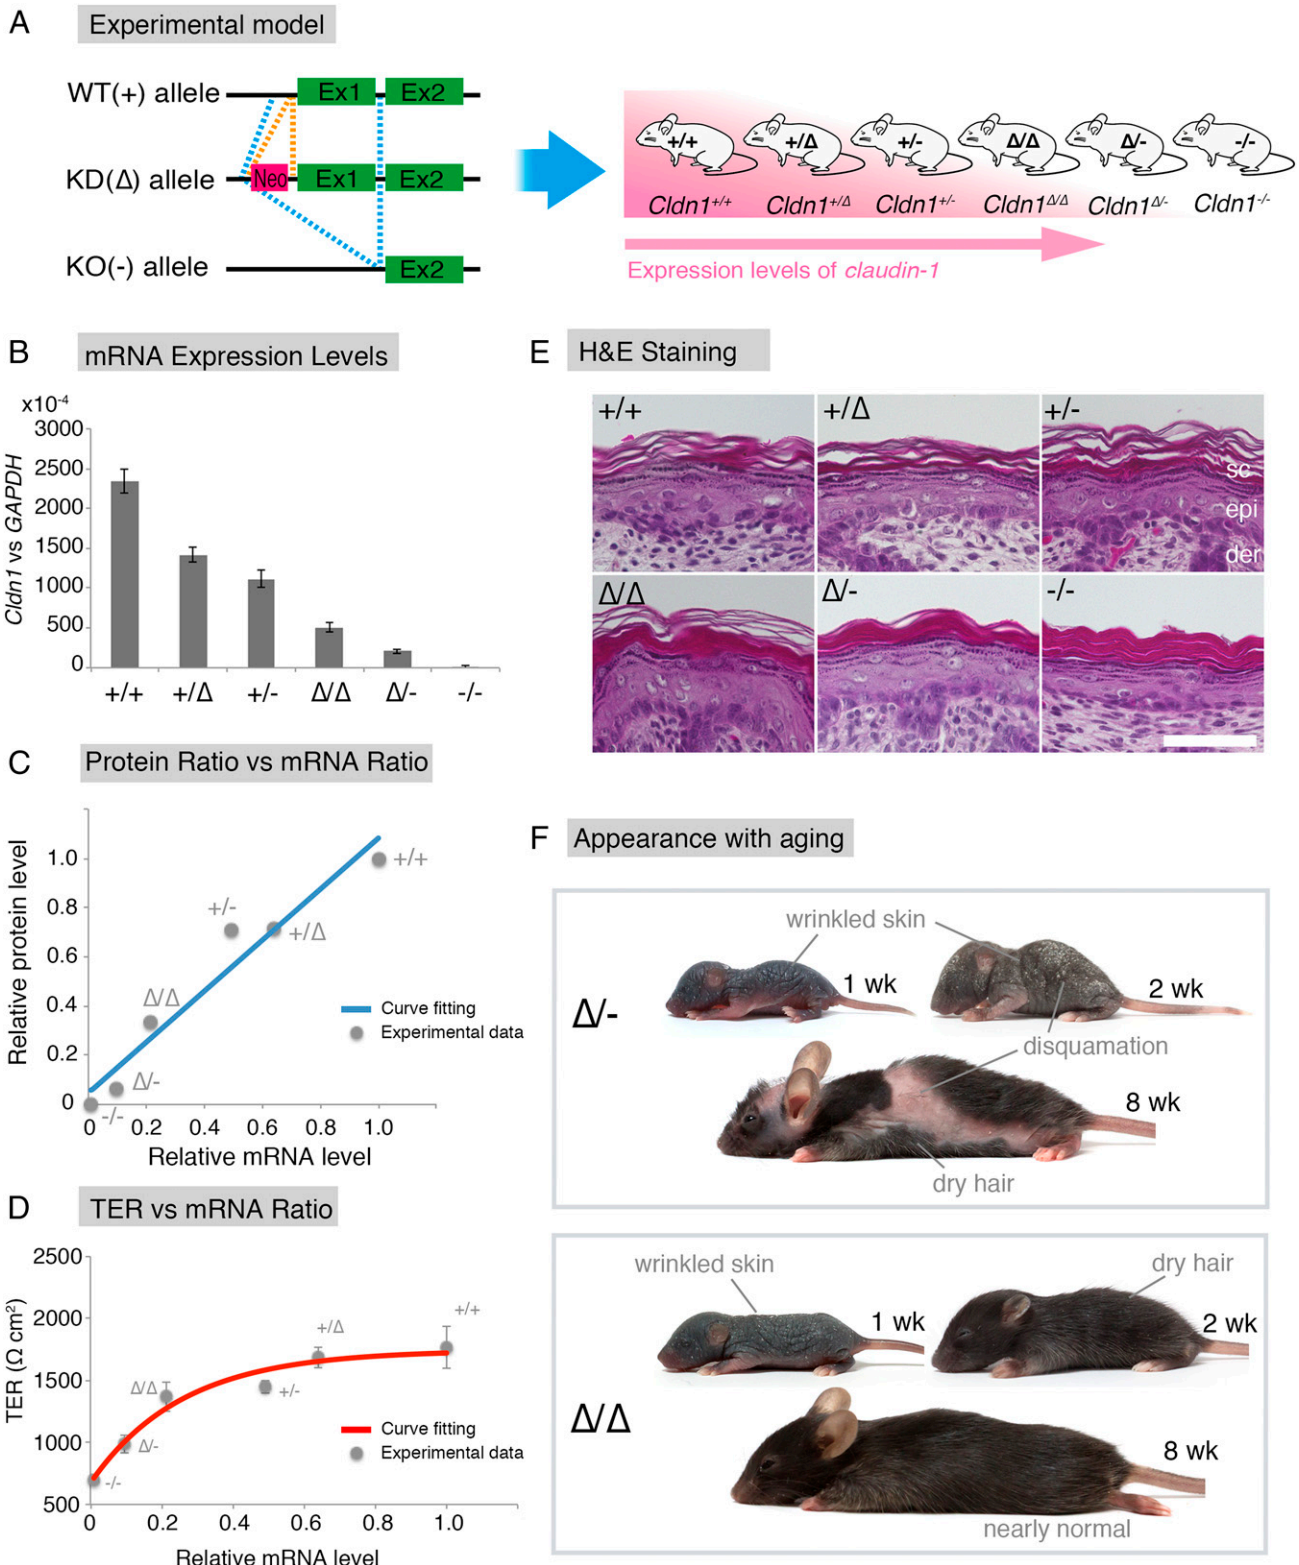 A Experimental model
WT(+) allele Ex1 Ex2
KD(Δ) allele Neo Ex1 Ex2
KO(-) allele Ex2
+/+ +/Δ +/- Δ/Δ Δ/- -/-
Cldn1+/+ Cldn1+/Δ Cldn1+/- Cldn1Δ/Δ Cldn1Δ/- Cldn1-/-
Expression levels of claudin-1
B mRNA Expression Levels
x10-4
Cldn1 vs GAPDH
3000
2500
2000
1500
1000
500
0
+/+ +/Δ +/- Δ/Δ Δ/- -/-
C Protein Ratio vs mRNA Ratio
Relative protein level
1.0
0.8
0.6
0.4
0.2
0
+/+
+/-
+/Δ
Δ/Δ
Δ/-
-/-
Curve fitting
Experimental data
0 0.2 0.4 0.6 0.8 1.0
Relative mRNA level
D TER vs mRNA Ratio
TER (Ω cm2)
2500
2000
1500
1000
500
+/+
+/Δ
Δ/Δ
+/-
Δ/-
-/-
Curve fitting
Experimental data
0 0.2 0.4 0.6 0.8 1.0
Relative mRNA level
E H&E Staining
+/+ +/Δ +/-
sc
epi
der
Δ/Δ Δ/- -/-
F Appearance with aging
Δ/-
wrinkled skin
1 wk
2 wk
disquamation
8 wk
dry hair
Δ/Δ
wrinkled skin
dry hair
1 wk
2 wk
8 wk
nearly normal